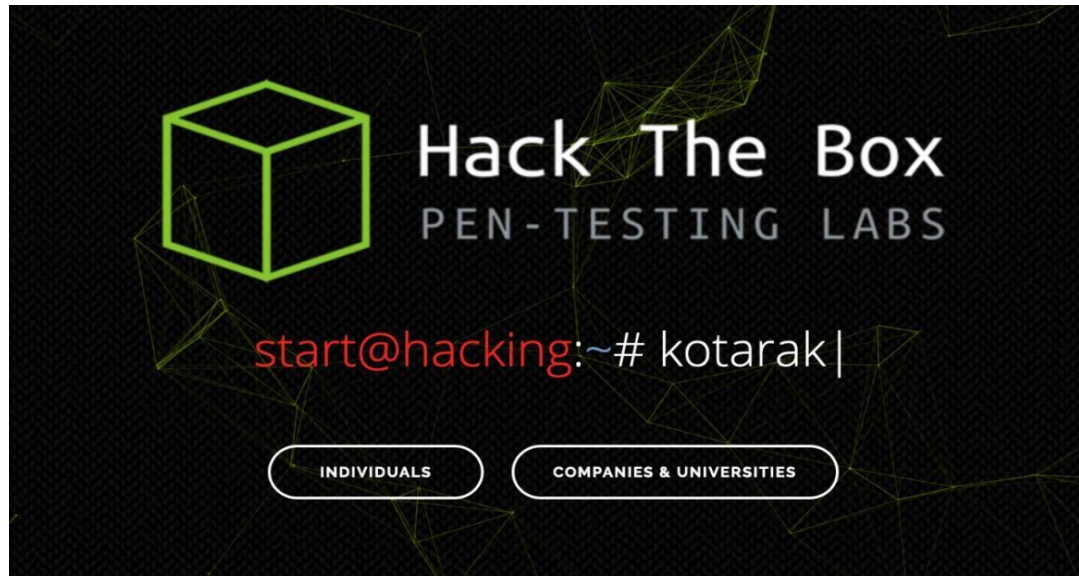 Hack The Box
PEN-TESTING LABS
start@hacking:~# kotarak|
INDIVIDUALS
COMPANIES & UNIVERSITIES